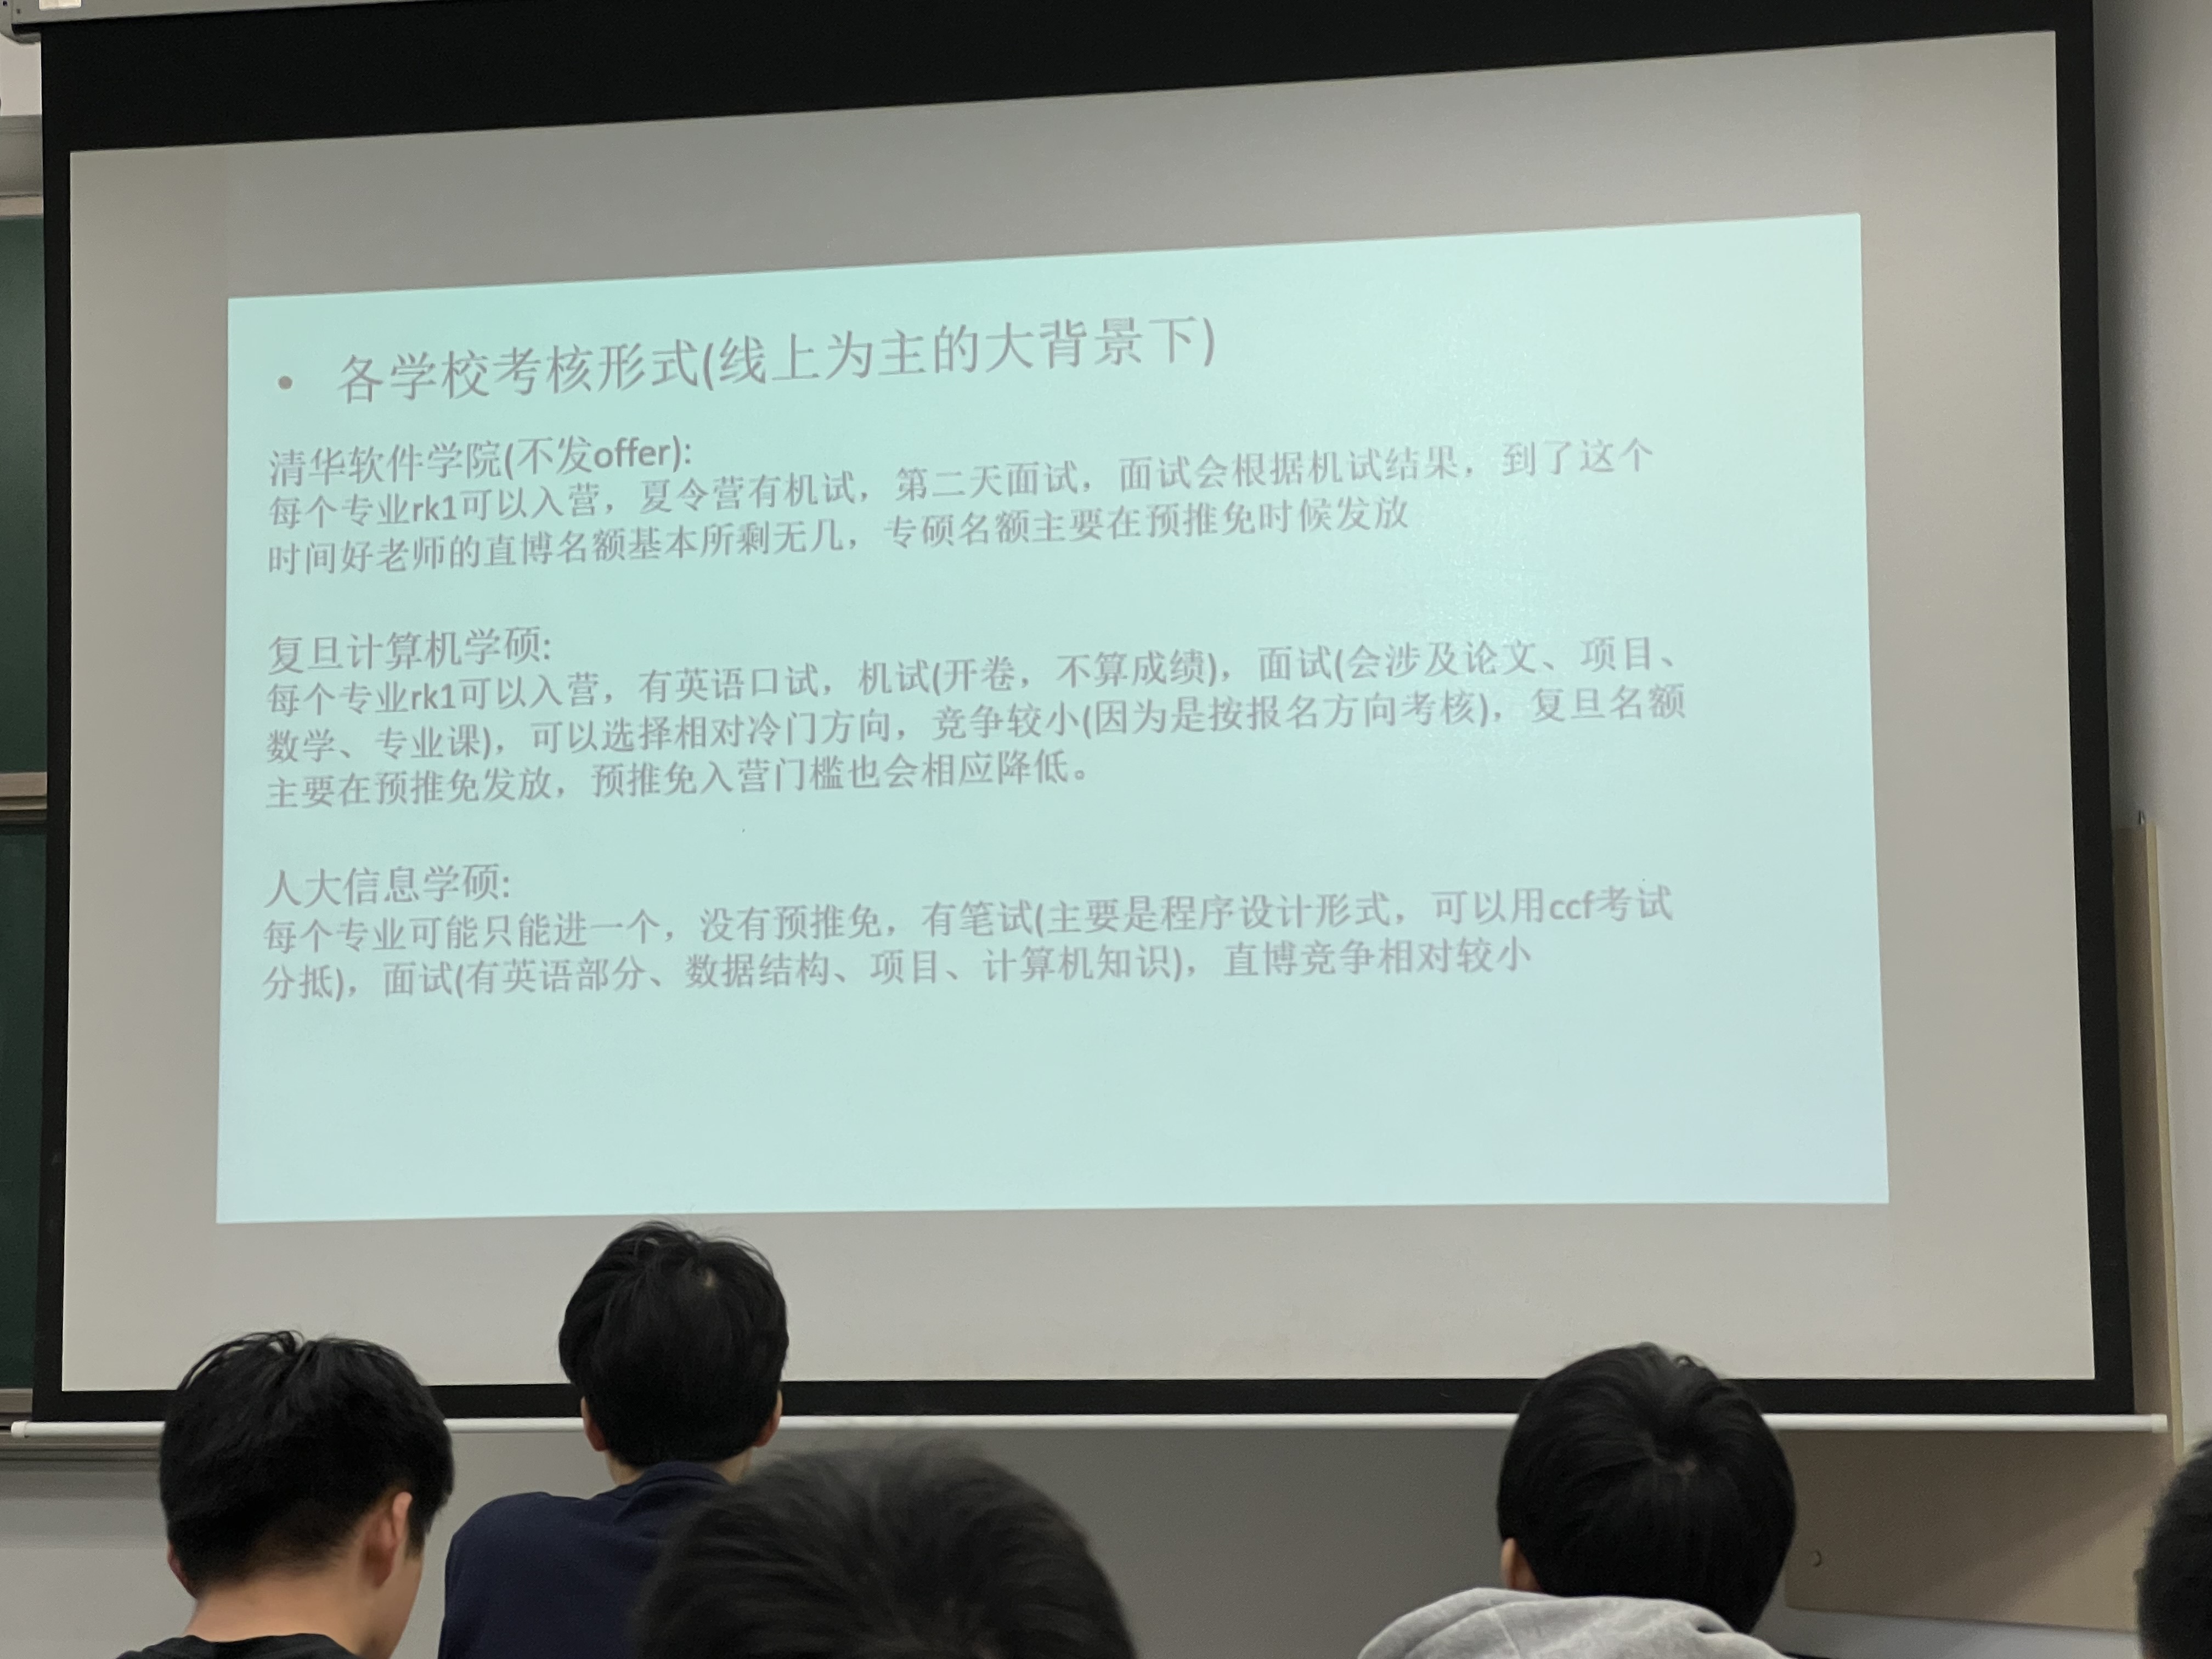 • 各学校考核形式(线上为主的大背景下)
清华软件学院(不发offer):
每个专业rk1可以入营，夏令营有机试，第二天面试，面试会根据机试结果，到了这个
时间好老师的直博名额基本所剩无几，专硕名额主要在预推免时候发放
复旦计算机学硕:
每个专业rk1可以入营，有英语口试，机试(开卷，不算成绩)，面试(会涉及论文、项目、
数学、专业课)，可以选择相对冷门方向，竞争较小(因为是按报名方向考核)，复旦名额
主要在预推免发放，预推免入营门槛也会相应降低。
人大信息学硕:
每个专业可能只能进一个，没有预推免，有笔试(主要是程序设计形式，可以用ccf考试
分抵)，面试(有英语部分、数据结构、项目、计算机知识)，直博竞争相对较小